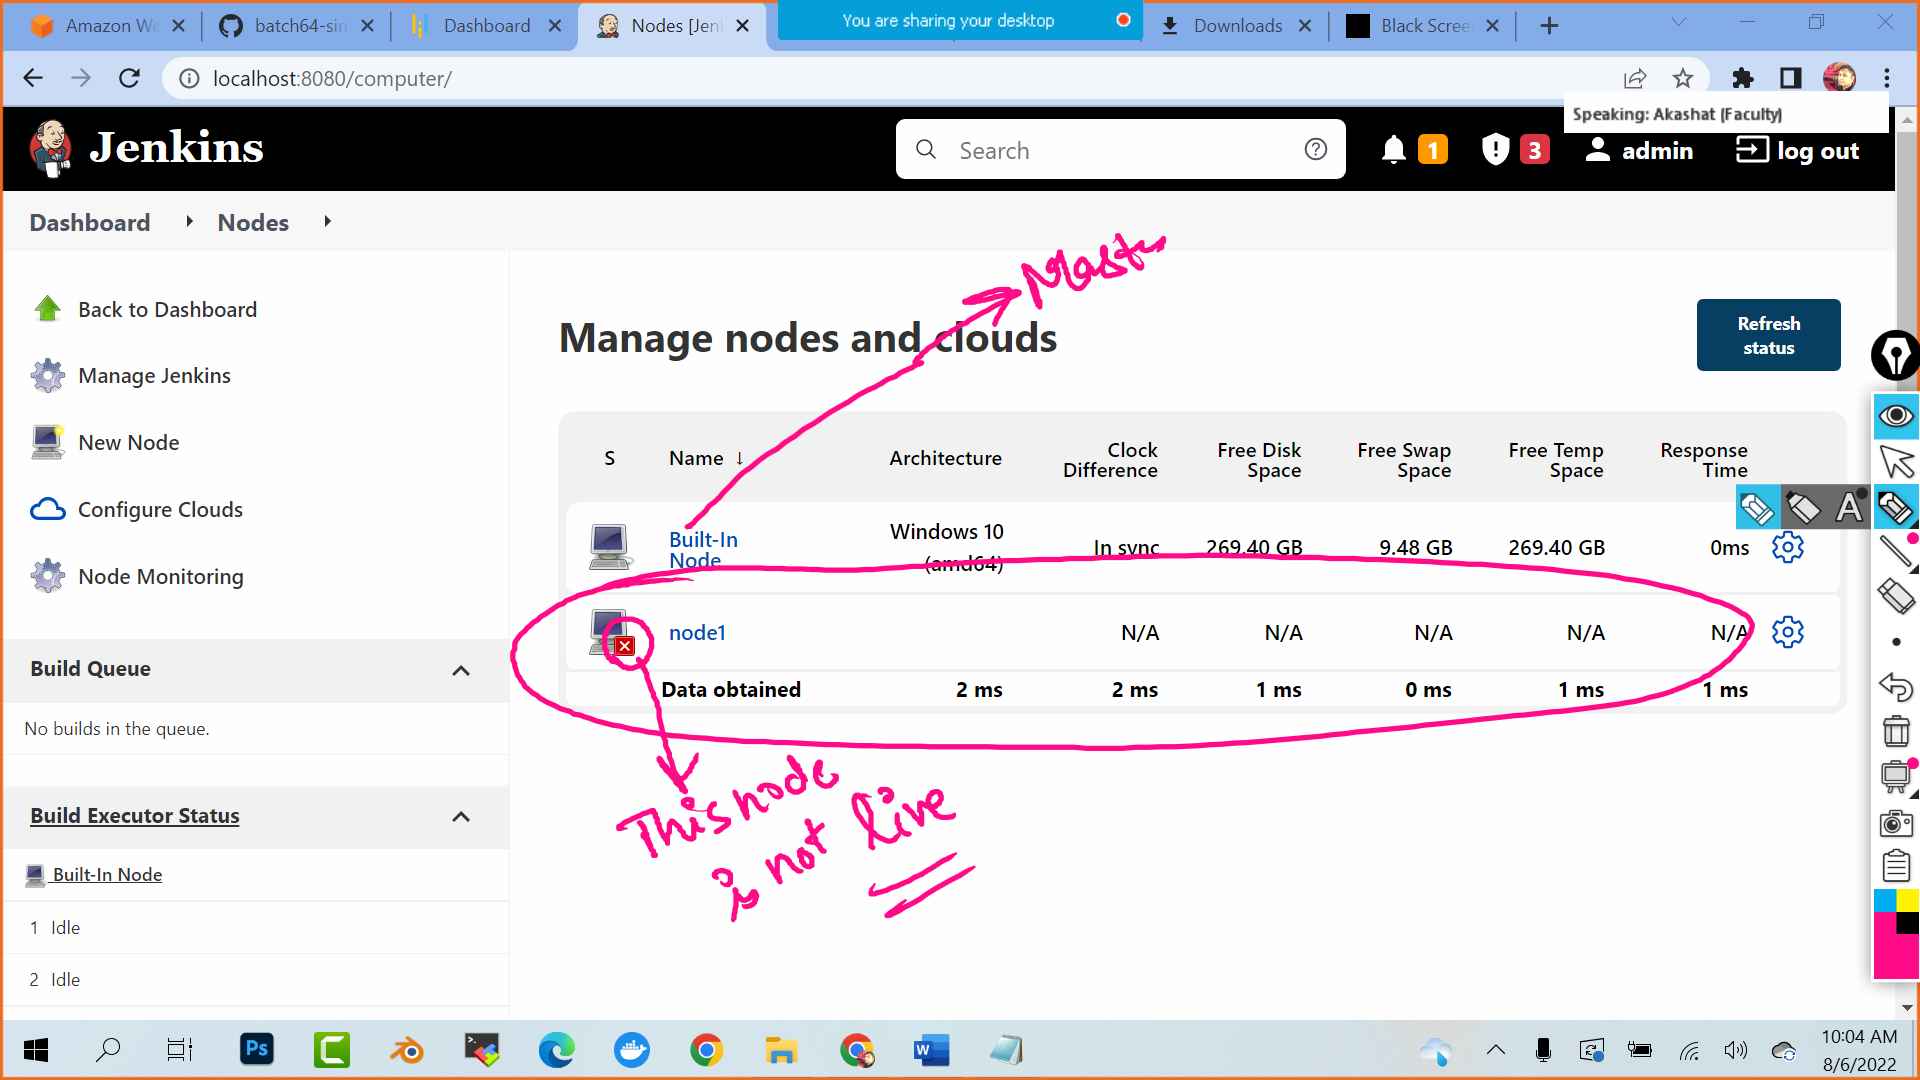 Amazon We
batch64-sim
Dashboard
Nodes [Jenk
You are sharing your desktop
Downloads
Black Scree
localhost:8080/computer/
Speaking: Akashat (Faculty)
Jenkins
Search
1
3
admin
log out
Dashboard
Nodes
Back to Dashboard
Manage Jenkins
New Node
Configure Clouds
Node Monitoring
Build Queue
No builds in the queue.
Build Executor Status
Built-In Node
1 Idle
2 Idle
Master
Manage nodes and clouds
Refresh
status
S Name ↓ Architecture Clock Difference Free Disk Space Free Swap Space Free Temp Space Response Time
Built-In Node Windows 10 (amd64) In sync 269.40 GB 9.48 GB 269.40 GB 0ms
node1 N/A N/A N/A N/A N/A
Data obtained 2 ms 2 ms 1 ms 0 ms 1 ms 1 ms
This node
is not live
A
Ps
C
W
10:04 AM
8/6/2022